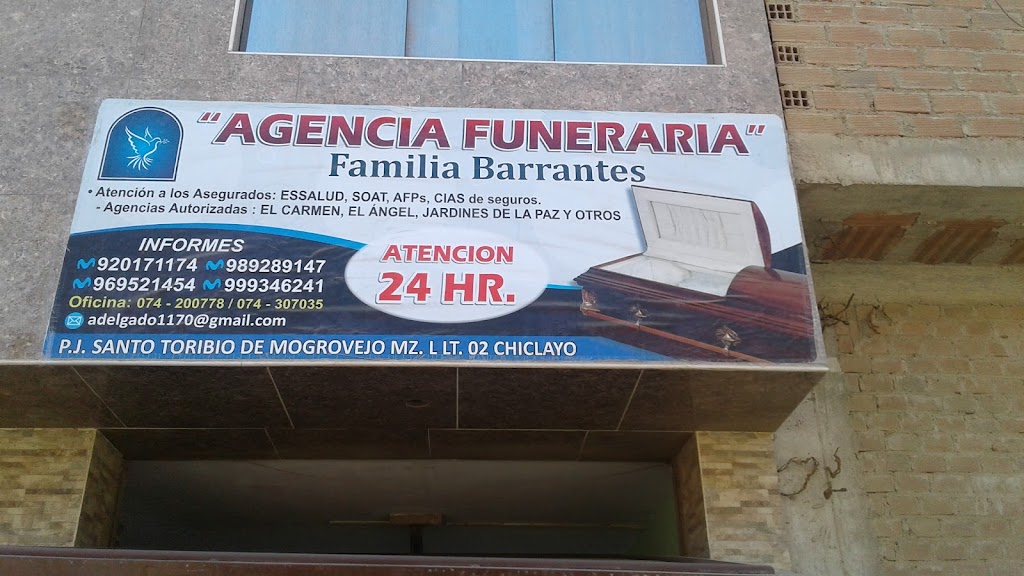 "AGENCIA FUNERARIA"
Familia Barrantes
• Atención a los Asegurados: ESSALUD, SOAT, AFPs, CIAS de seguros.
- Agencias Autorizadas : EL CARMEN, EL ÁNGEL, JARDINES DE LA PAZ Y OTROS
INFORMES
920171174 989289147
969521454 999346241
Oficina: 074 - 200778 / 074 - 307035
adelgado1170@gmail.com
ATENCION
24 HR.
P.J. SANTO TORIBIO DE MOGROVEJO MZ. L LT. 02 CHICLAYO